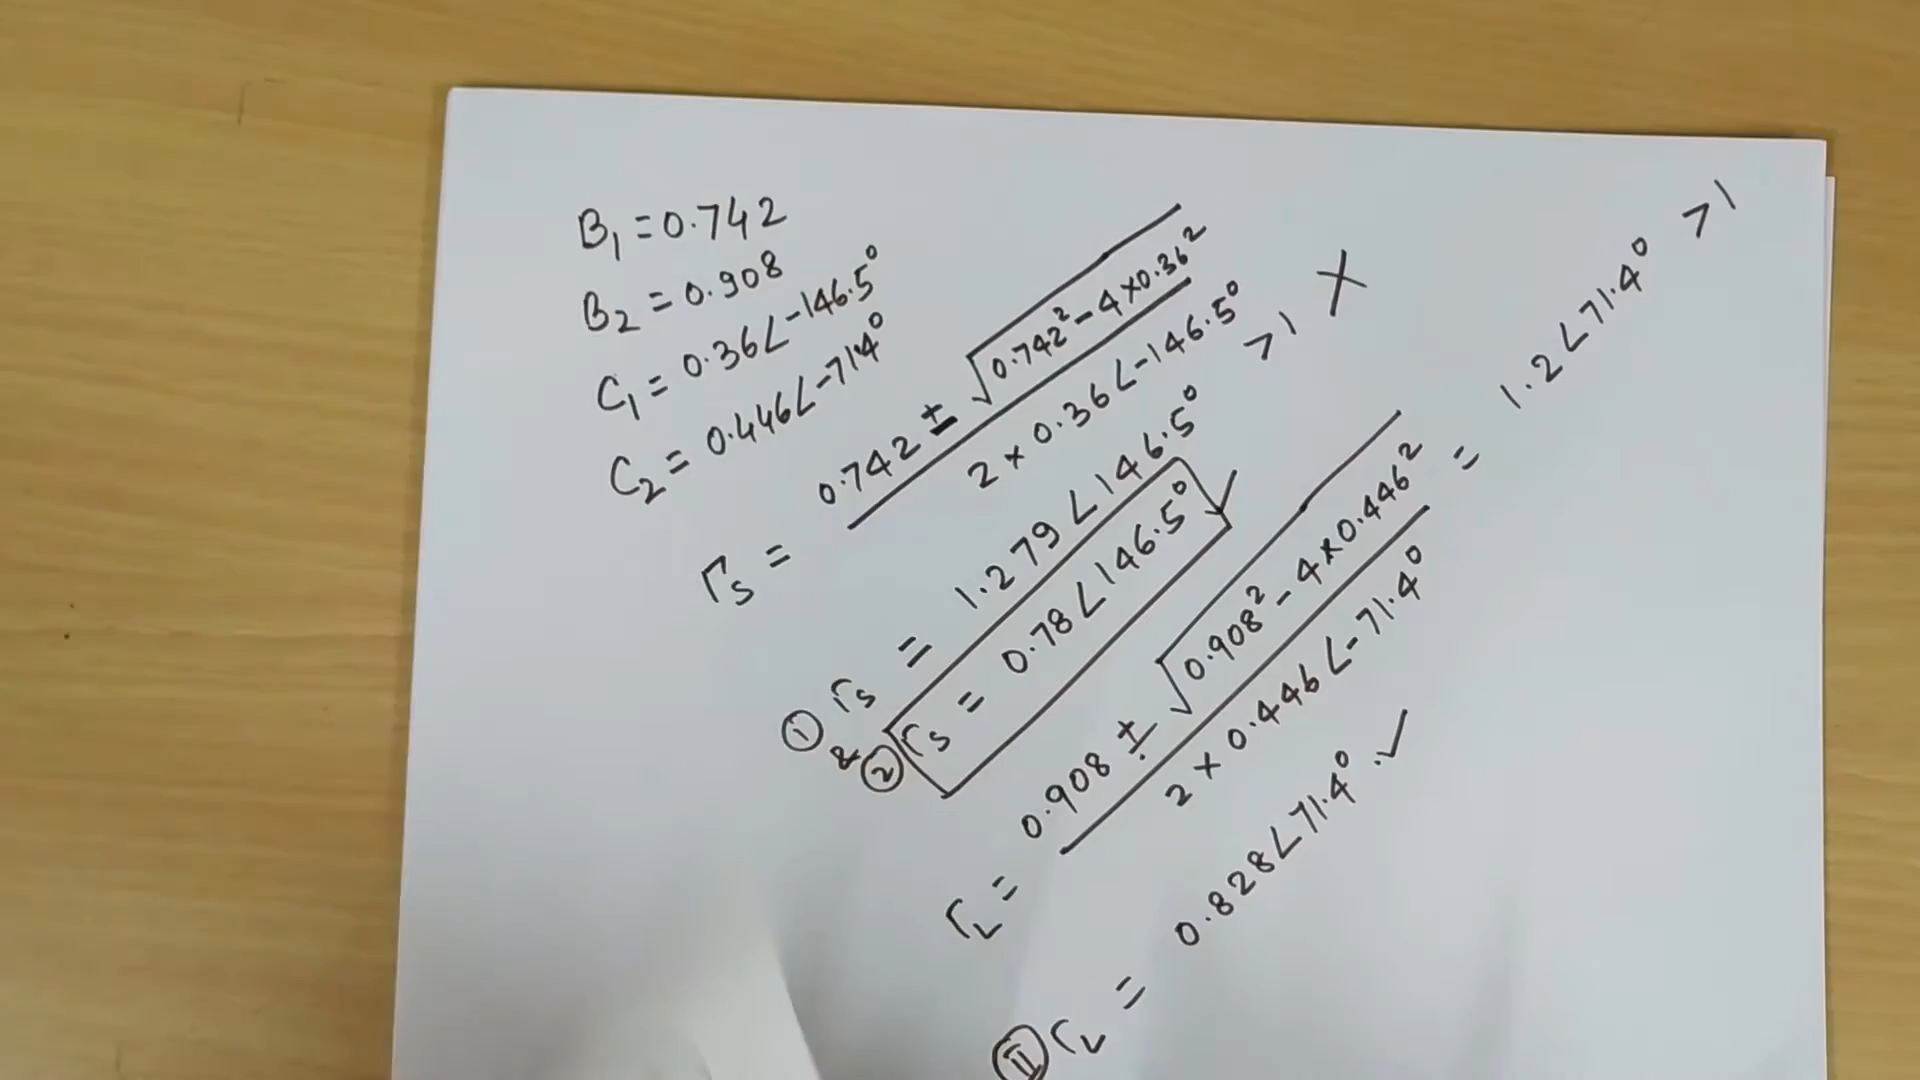 B₁ = 0.742
B₂ = 0.908
C₁ = 0.36∠-146.5°
C₂ = 0.446∠-714°
Γs = (0.742 ± √(0.742² - 4×0.36²)) / (2 × 0.36∠-146.5°)
① Γs = 1.279∠146.5° >1 ×
& ② Γs = 0.78∠146.5° ✓
ΓL = (0.908 ± √(0.908² - 4×0.446²)) / (2 × 0.446∠-71.4°) = 1.2∠71.4° >1
Ⅱ ΓL = 0.828∠71.4°. ✓